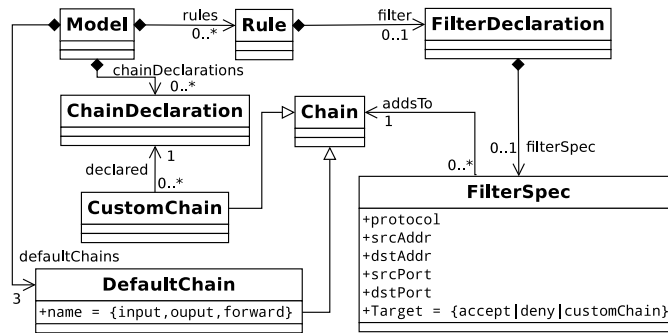 Model
rules
0..*
Rule
filter
0..1
FilterDeclaration
chainDeclarations
0..*
ChainDeclaration
Chain
addsTo
1
0..1
filterSpec
declared
1
0..*
0..*
CustomChain
FilterSpec
+protocol
+srcAddr
+dstAddr
+srcPort
+dstPort
+Target = {accept|deny|customChain}
defaultChains
3
DefaultChain
+name = {input,ouput,forward}